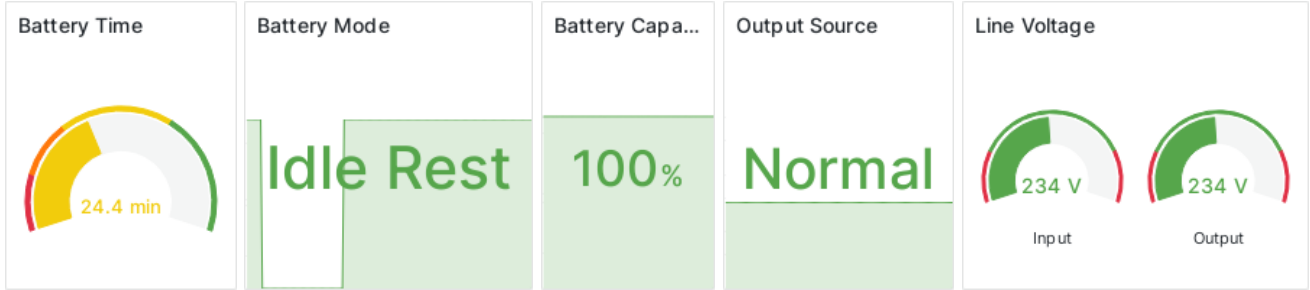 Battery Time
24.4 min
Battery Mode
Idle Rest
Battery Capa...
100%
Output Source
Normal
Line Voltage
234 V
Input
234 V
Output